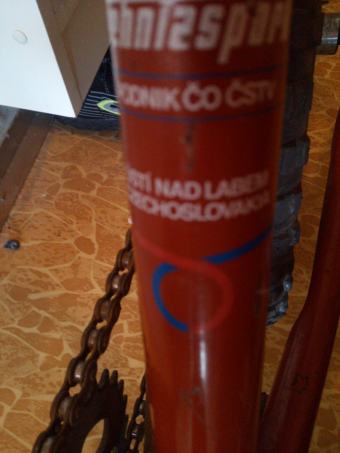 ODNIK ČO ČSTV
STÍ NAD LABEM
ZECHOSLOVAKIA